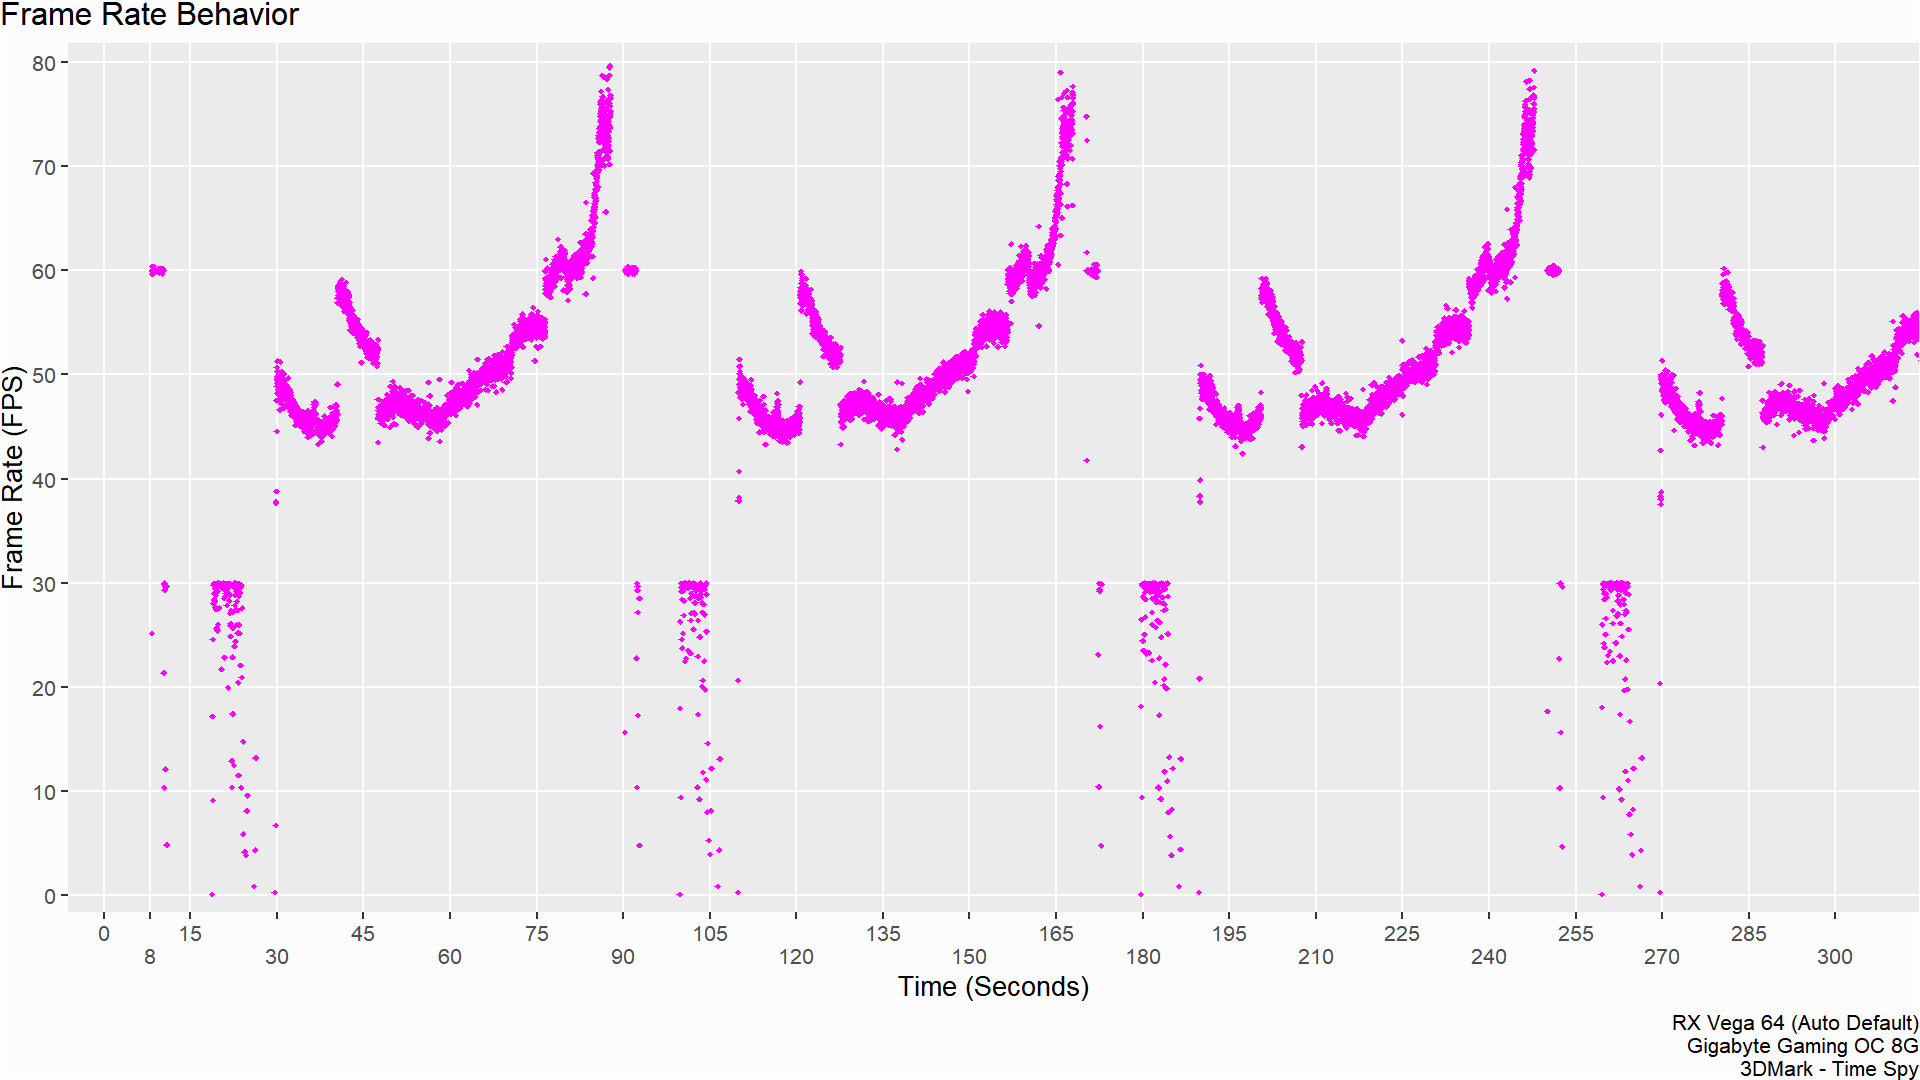 Frame Rate Behavior
80
70
60
50
40
30
20
10
0
Frame Rate (FPS)
0 15 45 75 105 135 165 195 225 255 285
8 30 60 90 120 150 180 210 240 270 300
Time (Seconds)
RX Vega 64 (Auto Default)
Gigabyte Gaming OC 8G
3DMark - Time Spy